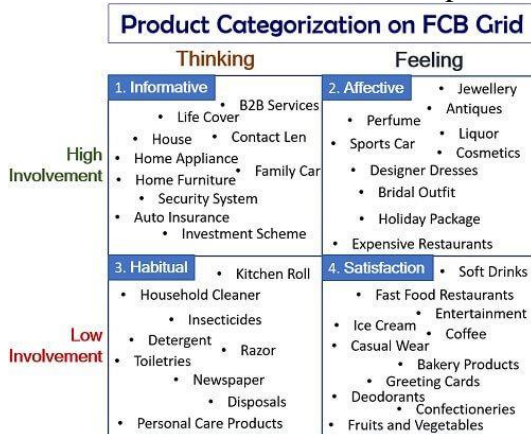 Product Categorization on FCB Grid
Thinking
Feeling
High
Involvement
Low
Involvement
1. Informative
• B2B Services
• Life Cover
• House
• Contact Len
• Home Appliance
• Family Car
• Home Furniture
• Security System
• Auto Insurance
• Investment Scheme
2. Affective
• Jewellery
• Antiques
• Perfume
• Liquor
• Sports Car
• Cosmetics
• Designer Dresses
• Bridal Outfit
• Holiday Package
• Expensive Restaurants
3. Habitual
• Kitchen Roll
• Household Cleaner
• Insecticides
• Detergent
• Razor
• Toiletries
• Newspaper
• Disposals
• Personal Care Products
4. Satisfaction
• Soft Drinks
• Fast Food Restaurants
• Entertainment
• Ice Cream
• Coffee
• Casual Wear
• Bakery Products
• Greeting Cards
• Deodorants
• Confectioneries
• Fruits and Vegetables